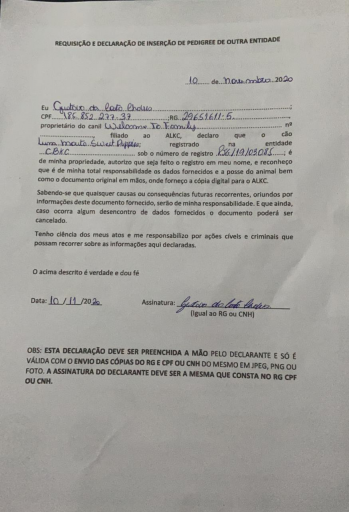 REQUISIÇÃO E DECLARAÇÃO DE INSERÇÃO DE PEDIGREE DE OUTRA ENTIDADE
10 de novembro 2020
Eu Gustavo da Costa
CPF 186.852.277-37 ;RG. 29651611-5
proprietário do canil Welcome To Family nº
, filiado ao ALKC, declaro que o cão
Luna Sweet registrado na entidade
CBKC sob o número de registro RSG/19/03085 ; é
de minha propriedade, autorizo que seja feito o registro em meu nome, e reconheço
que é de minha total responsabilidade os dados fornecidos e a posse do animal bem
como o documento original em mãos, onde forneço a cópia digital para o ALKC.
Sabendo-se que quaisquer causas ou consequências futuras recorrentes, oriundos por
informações deste documento fornecido, serão de minha responsabilidade. E que ainda,
caso ocorra algum desencontro de dados fornecidos o documento poderá ser
cancelado.
Tenho ciência dos meus atos e me responsabilizo por ações cíveis e criminais que
possam recorrer sobre as informações aqui declaradas.
O acima descrito é verdade e dou fé
Data: 10/11/2020 Assinatura: Gustavo da Costa
(Igual ao RG ou CNH)
OBS: ESTA DECLARAÇÃO DEVE SER PREENCHIDA A MÃO PELO DECLARANTE E SÓ É
VÁLIDA COM O ENVIO DAS CÓPIAS DO RG E CPF OU CNH DO MESMO EM JPEG, PNG OU
FOTO. A ASSINATURA DO DECLARANTE DEVE SER A MESMA QUE CONSTA NO RG CPF
OU CNH.